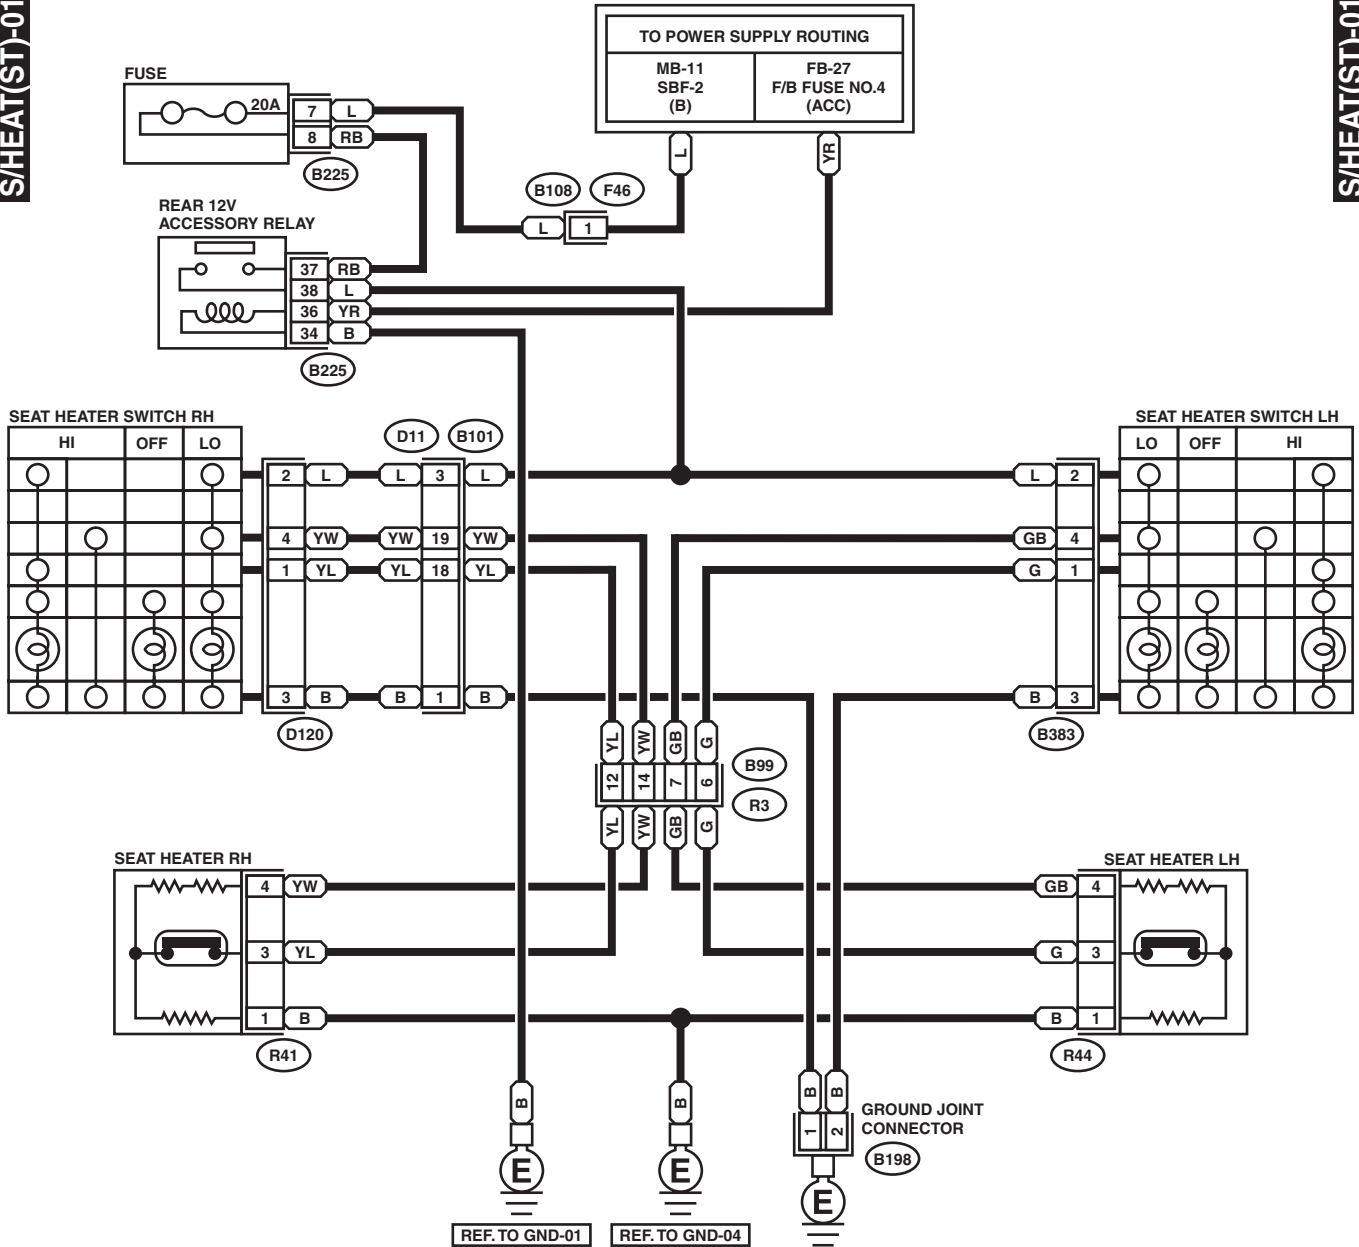 S/HEAT(ST)-01
S/HEAT(ST)-01
TO POWER SUPPLY ROUTING
MB-11
SBF-2
(B)
FB-27
F/B FUSE NO.4
(ACC)
L
YR
FUSE
20A
7
L
8
RB
B225
B108
F46
L
1
REAR 12V
ACCESSORY RELAY
37
RB
38
L
36
YR
34
B
B225
SEAT HEATER SWITCH RH
HI
OFF
LO
D11
B101
2
L
L
3
L
4
YW
YW
19
YW
1
YL
YL
18
YL
3
B
B
1
B
D120
SEAT HEATER SWITCH LH
LO
OFF
HI
L
2
GB
4
G
1
B
3
B383
YL
YW
GB
G
12
14
7
6
YL
YW
GB
G
B99
R3
SEAT HEATER RH
4
YW
3
YL
1
B
R41
SEAT HEATER LH
GB
4
G
3
B
1
R44
B
B
B
B
1
2
GROUND JOINT
CONNECTOR
B198
E
E
E
REF. TO GND-01
REF. TO GND-04